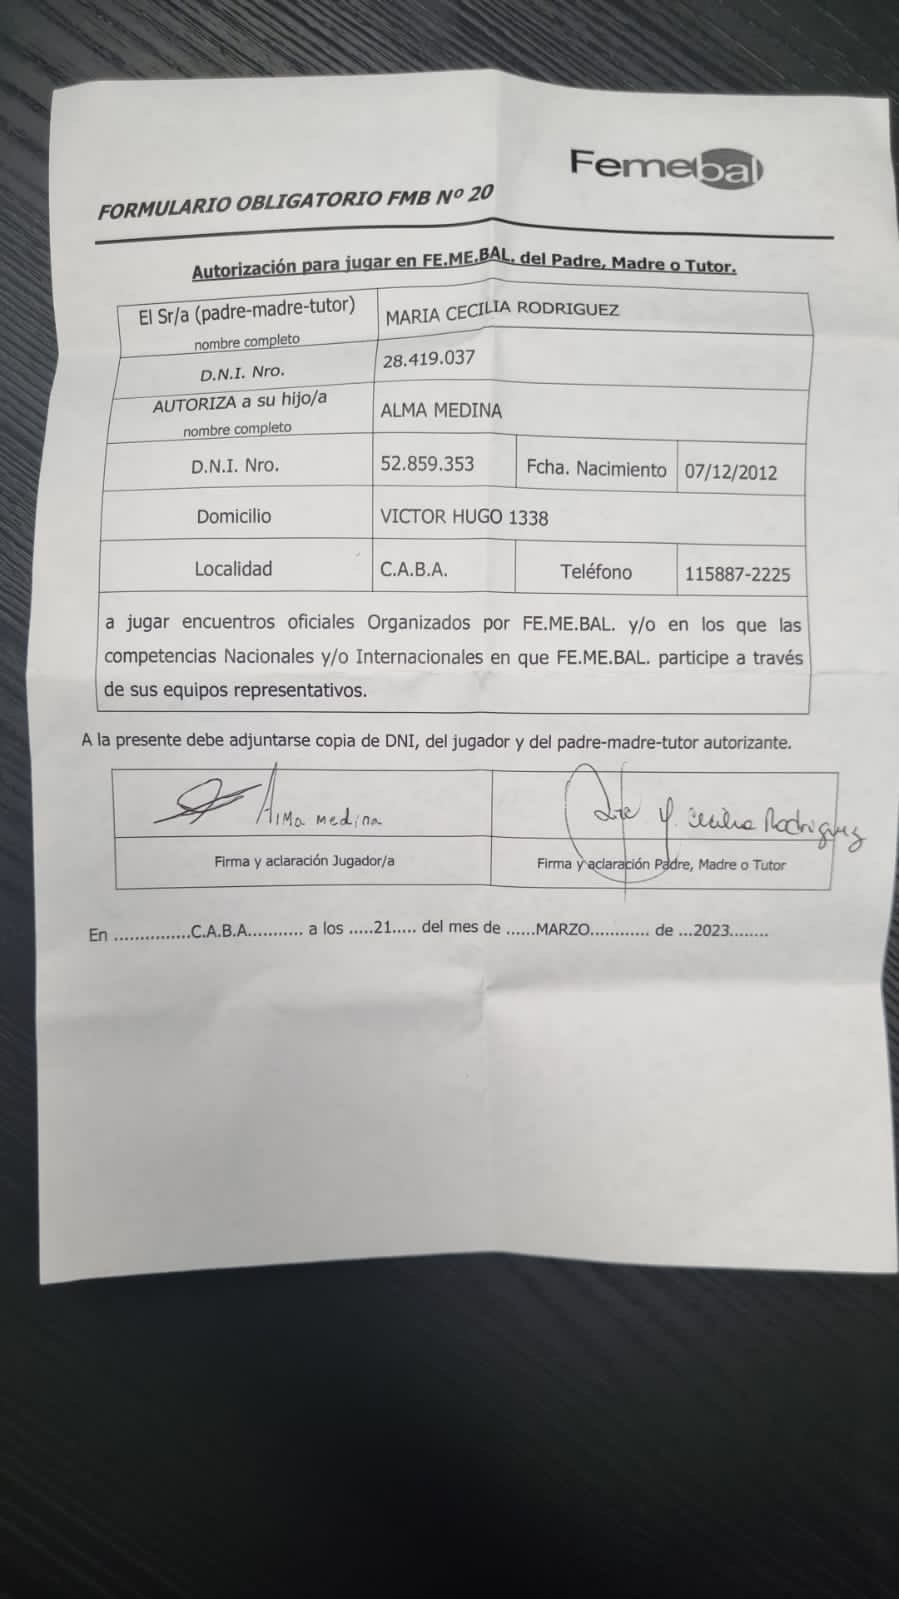 Femebal
FORMULARIO OBLIGATORIO FMB Nº 20
Autorización para jugar en FE.ME.BAL. del Padre, Madre o Tutor.
El Sr/a (padre-madre-tutor)
nombre completo
MARIA CECILIA RODRIGUEZ
D.N.I. Nro.
28.419.037
AUTORIZA a su hijo/a
nombre completo
ALMA MEDINA
D.N.I. Nro.
52.859.353
Fcha. Nacimiento
07/12/2012
Domicilio
VICTOR HUGO 1338
Localidad
C.A.B.A.
Teléfono
115887-2225
a jugar encuentros oficiales Organizados por FE.ME.BAL. y/o en los que las
competencias Nacionales y/o Internacionales en que FE.ME.BAL. participe a través
de sus equipos representativos.
A la presente debe adjuntarse copia de DNI, del jugador y del padre-madre-tutor autorizante.
Alma medina
M. Cecilia Rodriguez
Firma y aclaración Jugador/a
Firma y aclaración Padre, Madre o Tutor
En ...............C.A.B.A........... a los .....21..... del mes de ......MARZO............ de ...2023........